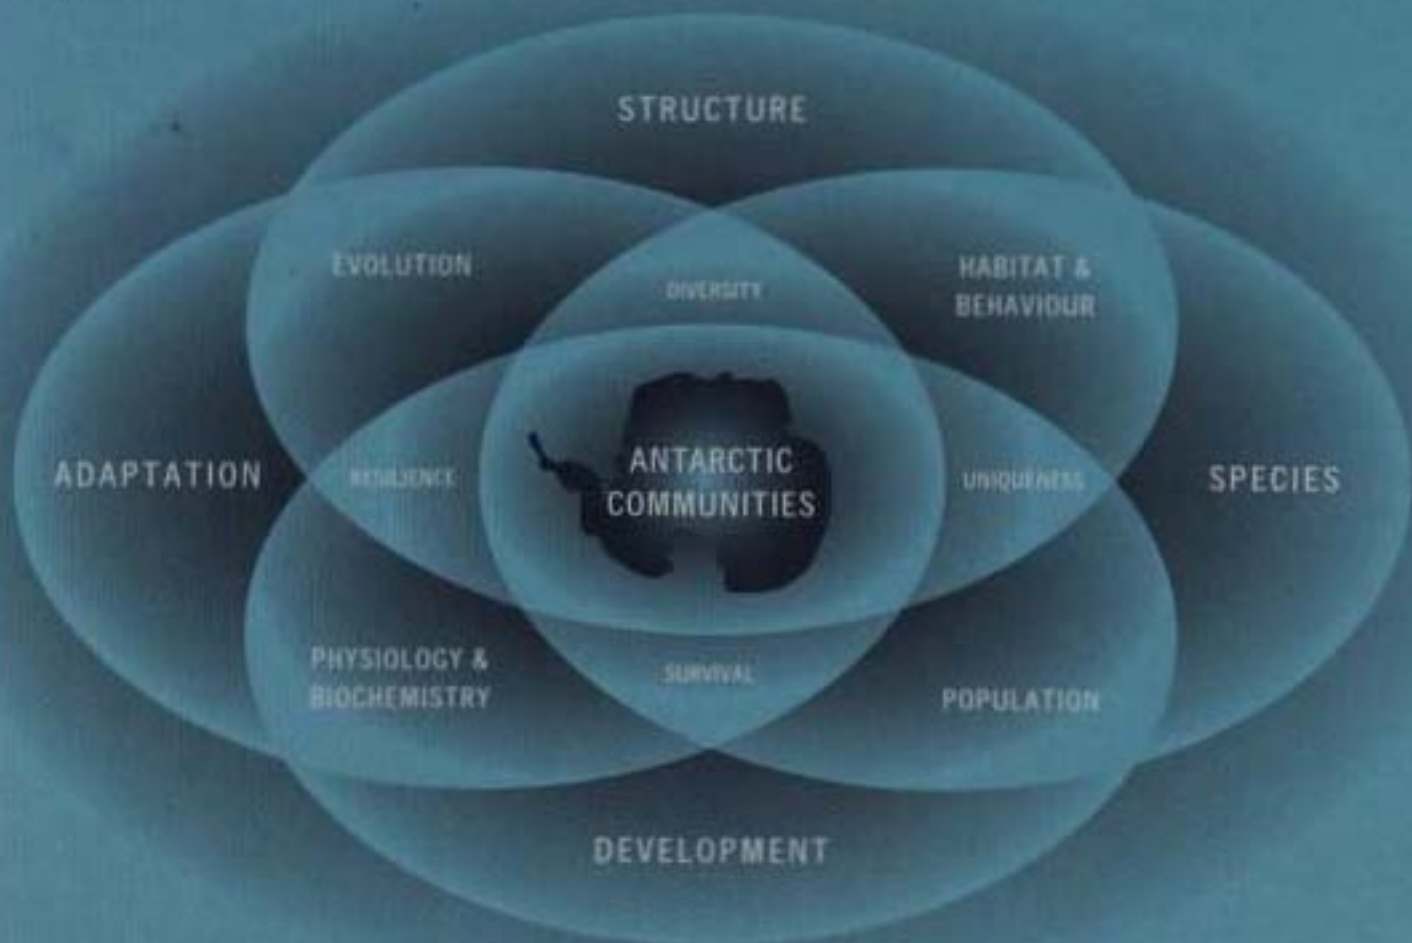 STRUCTURE
EVOLUTION
DIVERSITY
HABITAT &
BEHAVIOUR
ADAPTATION
RESILIENCE
ANTARCTIC
COMMUNITIES
UNIQUENESS
SPECIES
PHYSIOLOGY &
BIOCHEMISTRY
SURVIVAL
POPULATION
DEVELOPMENT